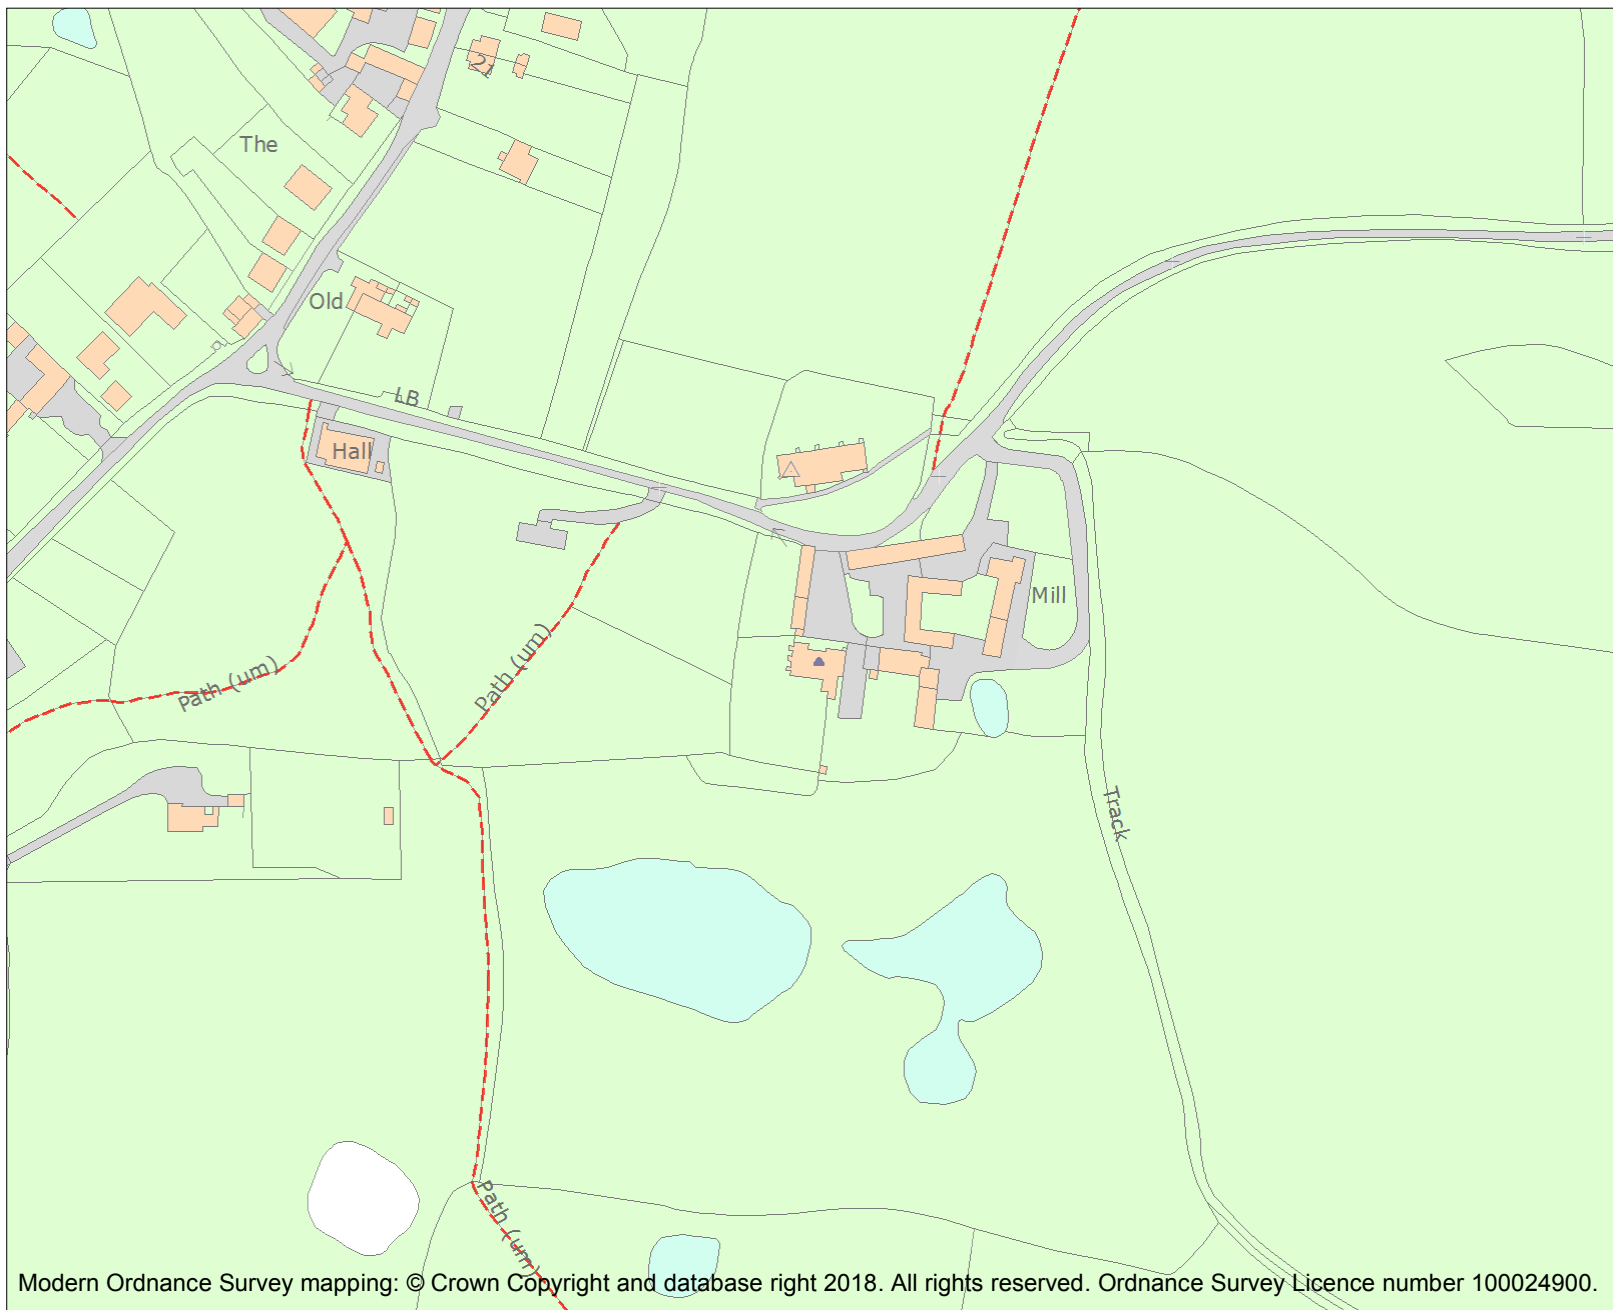 21
The
Old
LB
Hall
Mill
Path (um)
Path (um)
Track
Path (um)
Modern Ordnance Survey mapping: © Crown Copyright and database right 2018. All rights reserved. Ordnance Survey Licence number 100024900.